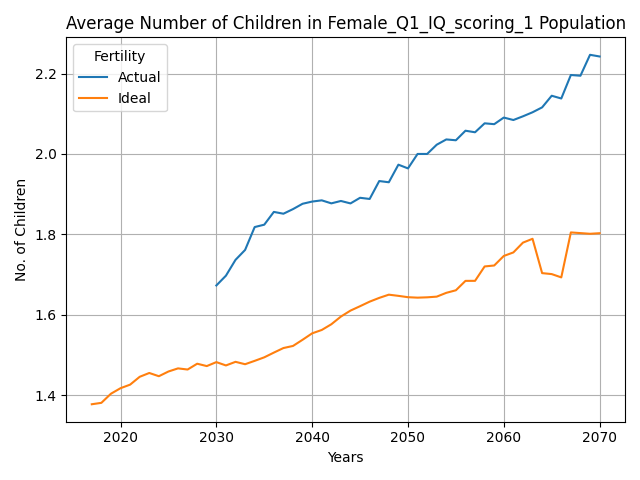 Average Number of Children in Female_Q1_IQ_scoring_1 Population
Fertility
Actual
Ideal
No. of Children
2.2
2.0
1.8
1.6
1.4
2020 2030 2040 2050 2060 2070
Years